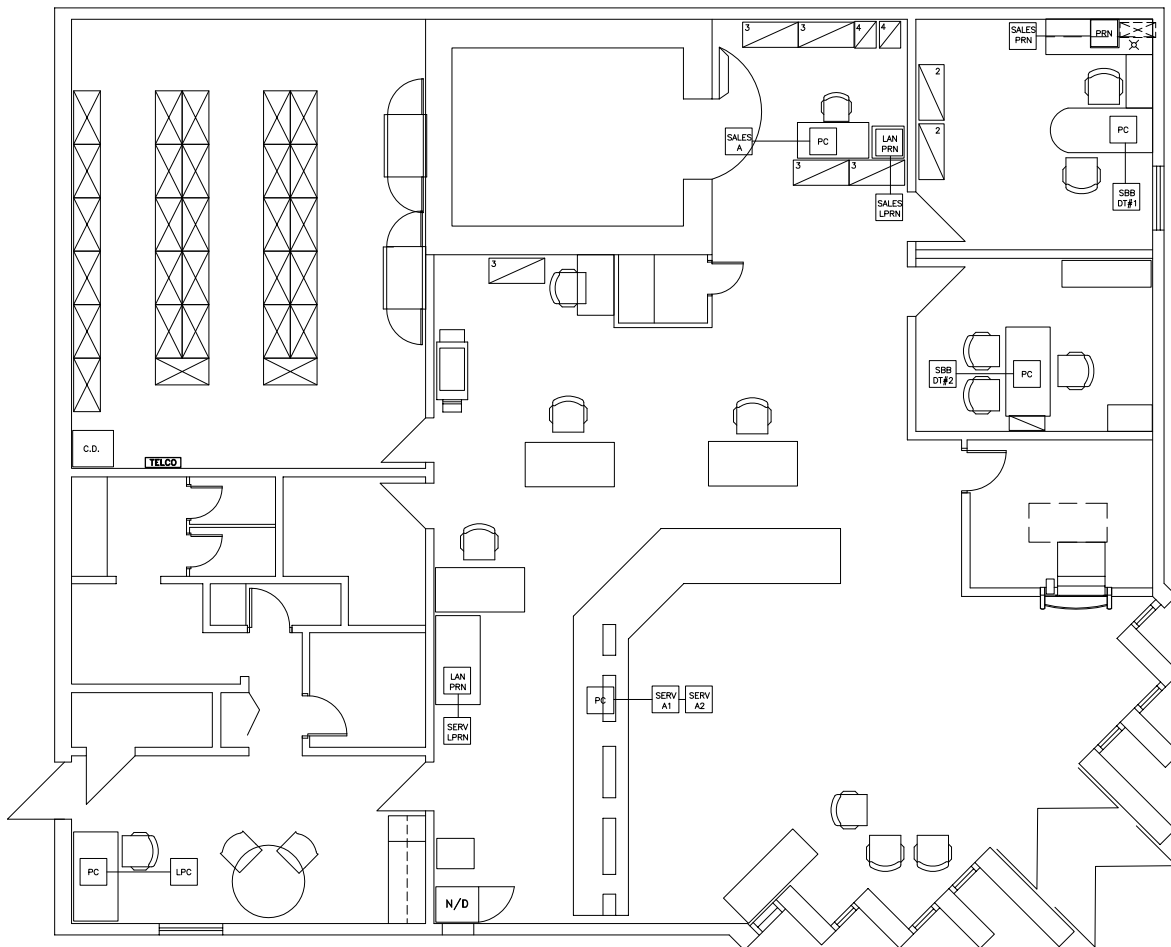 3
3
4
4
SALES
PRN
PRN
2
2
SALES
A
PC
LAN
PRN
PC
3
3
SALES
LPRN
SBB
DT#1
3
SBB
DT#2
PC
C.D.
TELCO
LAN
PRN
SERV
LPRN
PC
SERV
A1
SERV
A2
PC
LPC
N/D